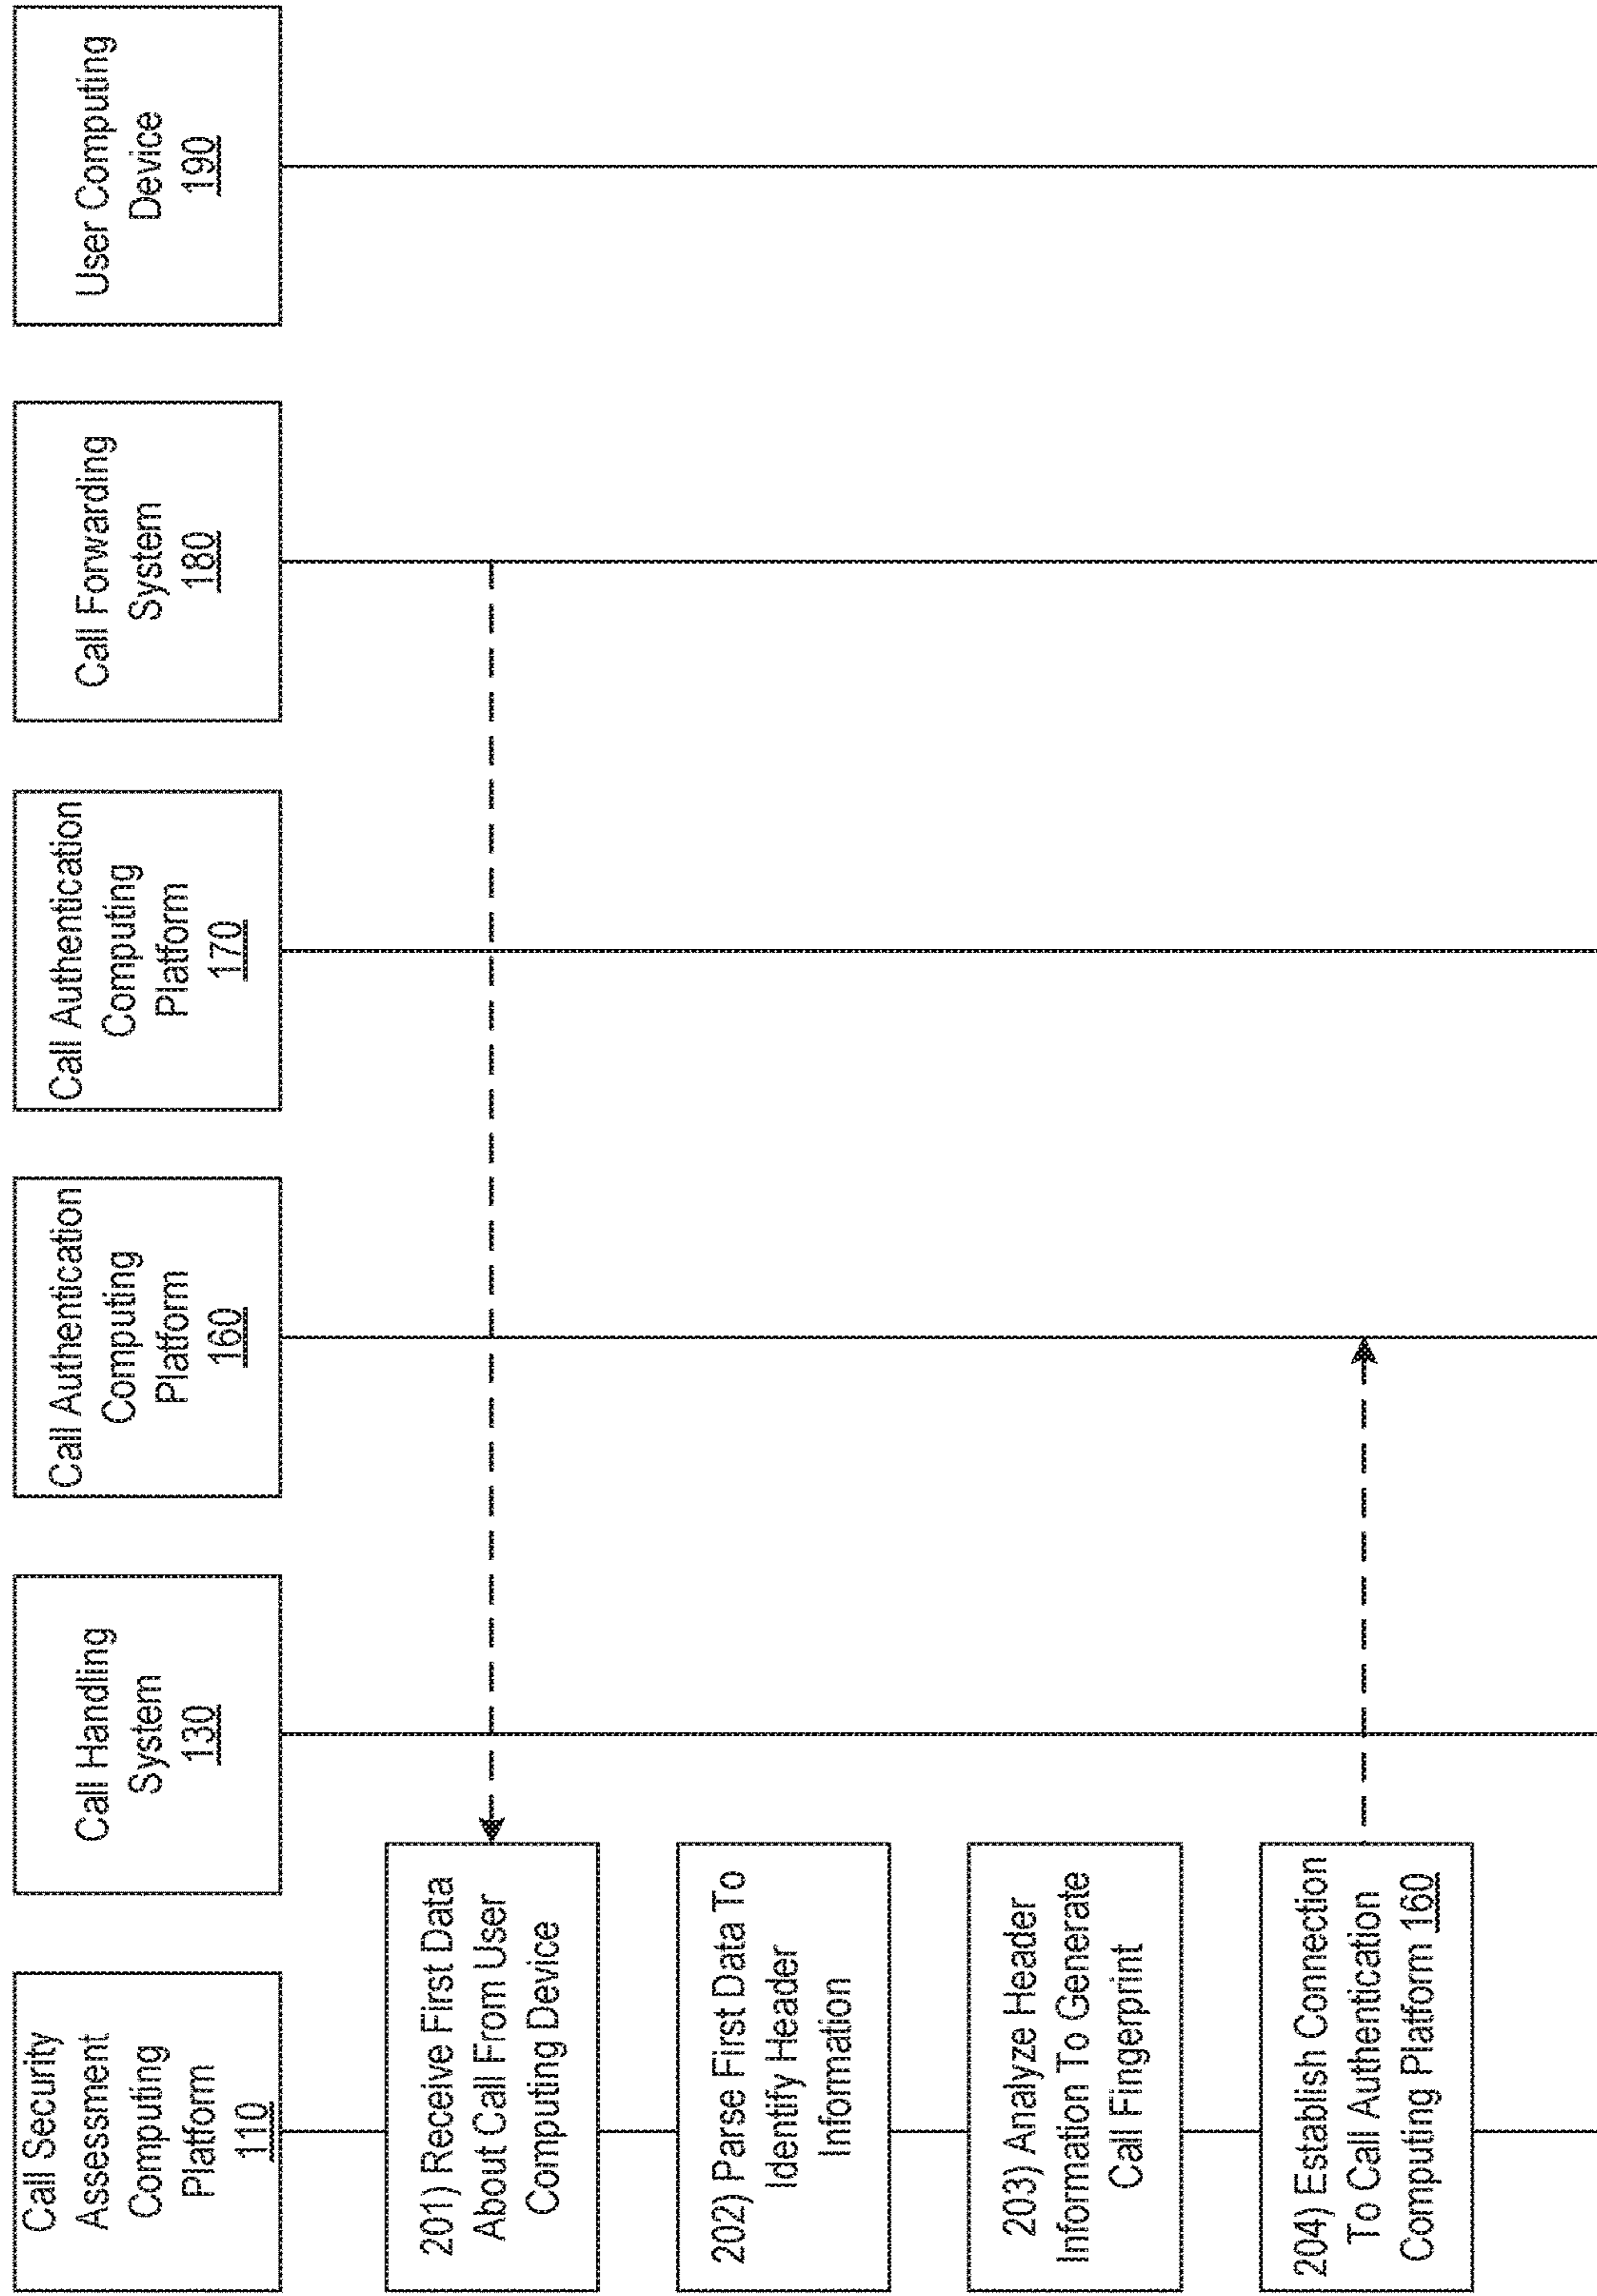 Call Security
Assessment
Computing
Platform
110
Call Handling
System
130
Call Authentication
Computing
Platform
160
Call Authentication
Computing
Platform
170
Call Forwarding
System
180
User Computing
Device
190
201) Receive First Data
About Call From User
Computing Device
202) Parse First Data To
Identify Header
Information
203) Analyze Header
Information To Generate
Call Fingerprint
204) Establish Connection
To Call Authentication
Computing Platform 160